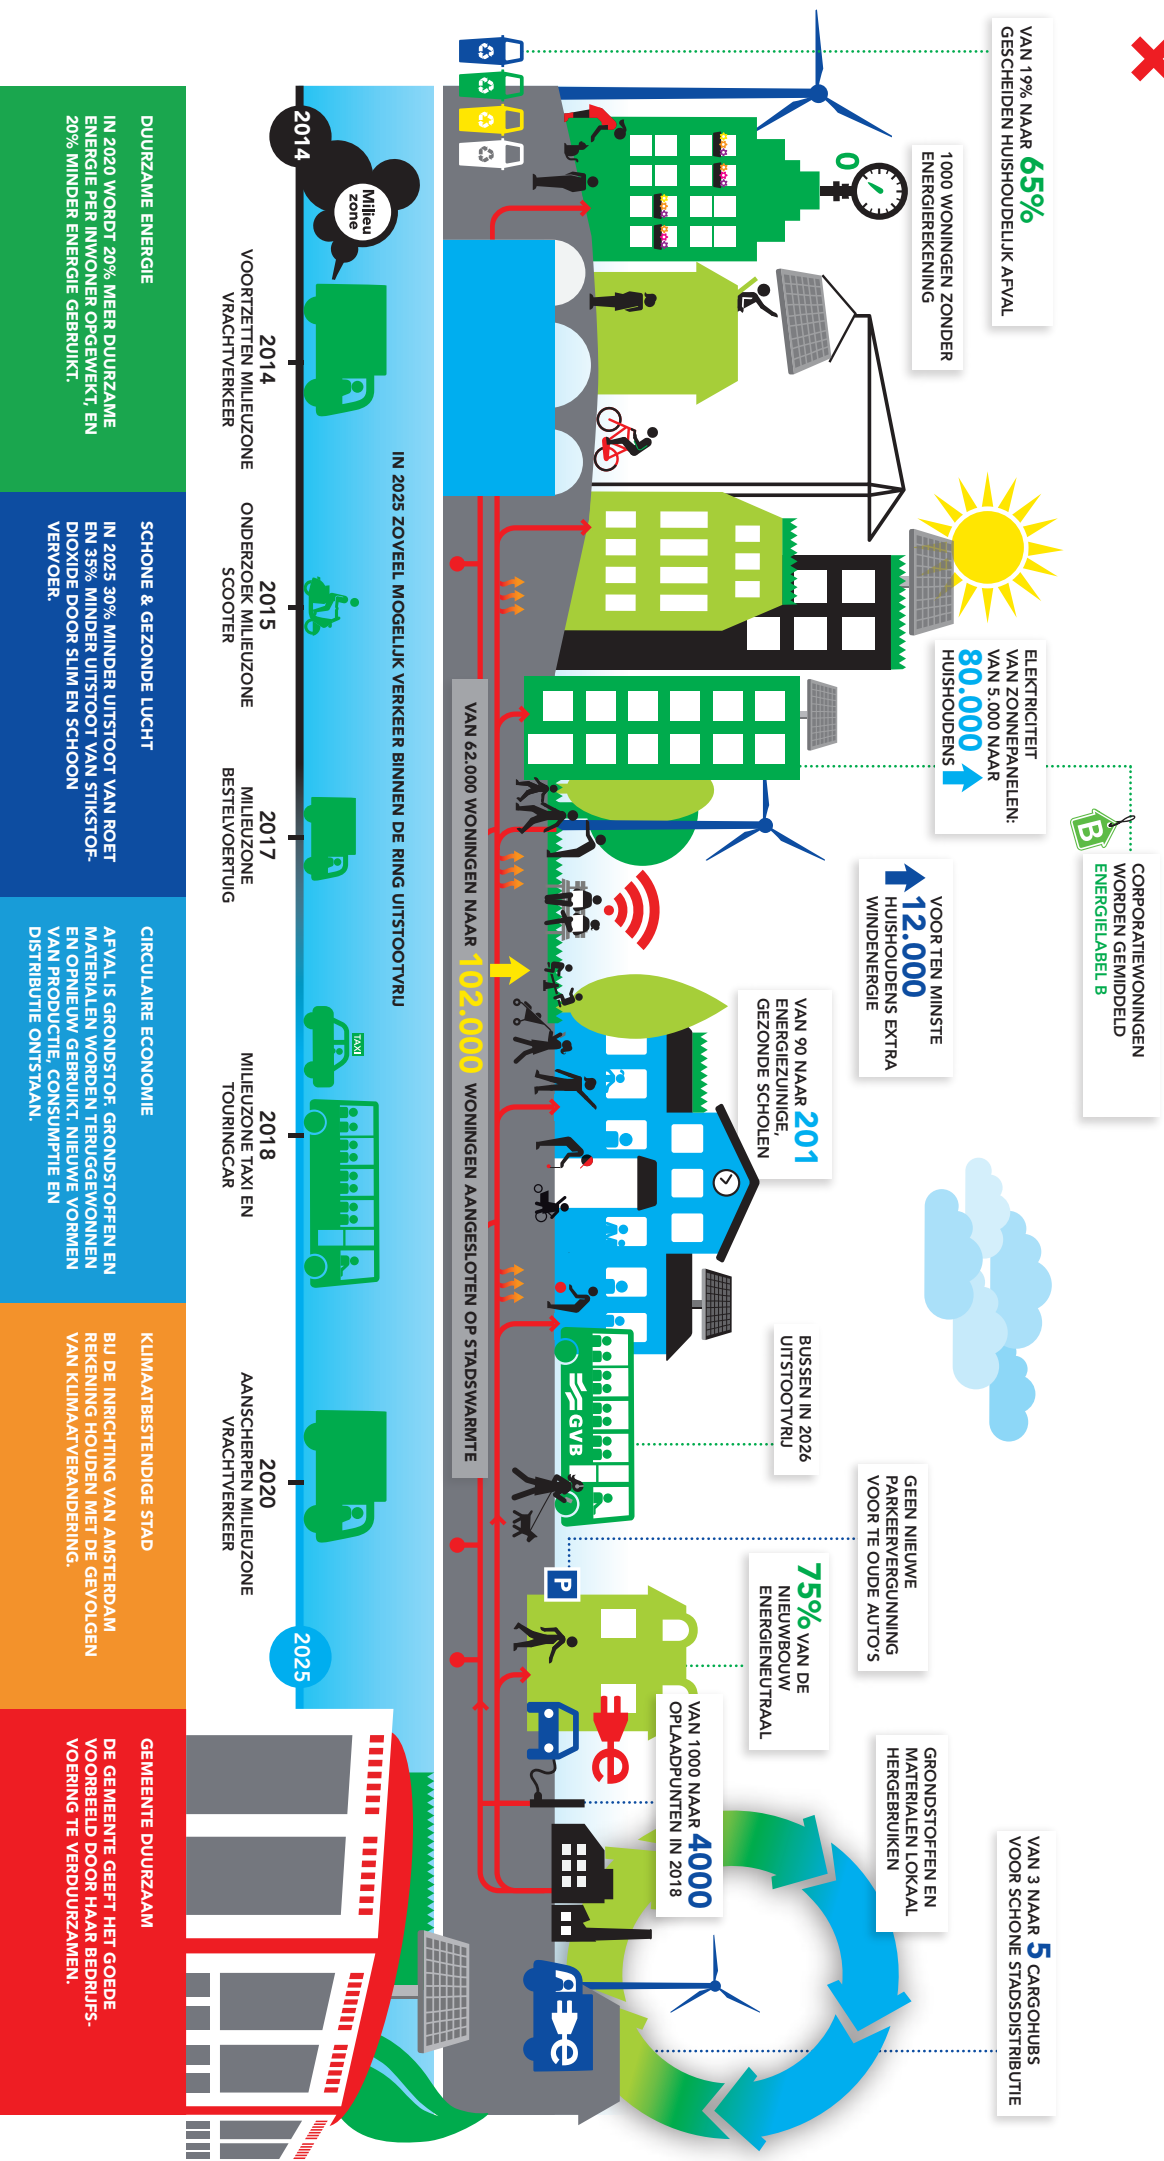 VAN 19% NAAR 65%
GESCHEIDEN HUISHOUDELIJK AFVAL
1000 WONINGEN ZONDER
ENERGIEREKENING
0
ELEKTRICITEIT
VAN ZONNEPANELEN:
VAN 5.000 NAAR
80.000
HUISHOUDENS
CORPORATIEWONINGEN
WORDEN GEMIDDELD
ENERGIELABEL B
B
VOOR TEN MINSTE
12.000
HUISHOUDENS EXTRA
WINDENERGIE
VAN 90 NAAR 201
ENERGIEZUINIGE,
GEZONDE SCHOLEN
BUSSEN IN 2026
UITSTOOTVRIJ
GVB
GEEN NIEUWE
PARKEERVERGUNNING
VOOR TE OUDE AUTO'S
P
75% VAN DE
NIEUWBOUW
ENERGIENEUTRAAL
VAN 1000 NAAR 4000
OPLAADPUNTEN IN 2018
GRONDSTOFFEN EN
MATERIALEN LOKAAL
HERGEBRUIKEN
VAN 3 NAAR 5 CARGOHUBS
VOOR SCHONE STADSDISTRIBUTIE
VAN 62.000 WONINGEN NAAR 102.000 WONINGEN AANGESLOTEN OP STADSWARMTE
IN 2025 ZOVEEL MOGELIJK VERKEER BINNEN DE RING UITSTOOTVRIJ
Milieu
zone
TAXI
2014
2014
VOORTZETTEN MILIEUZONE
VRACHTVERKEER
2015
ONDERZOEK MILIEUZONE
SCOOTER
2017
MILIEUZONE
BESTELVOERTUIG
2018
MILIEUZONE TAXI EN
TOURINGCAR
2020
AANSCHERPEN MILIEUZONE
VRACHTVERKEER
2025
DUURZAME ENERGIE
IN 2020 WORDT 20% MEER DUURZAME
ENERGIE PER INWONER OPGEWEKT, EN
20% MINDER ENERGIE GEBRUIKT.
SCHONE & GEZONDE LUCHT
IN 2025 30% MINDER UITSTOOT VAN ROET
EN 35% MINDER UITSTOOT VAN STIKSTOF-
DIOXIDE DOOR SLIM EN SCHOON
VERVOER.
CIRCULAIRE ECONOMIE
AFVAL IS GRONDSTOF. GRONDSTOFFEN EN
MATERIALEN WORDEN TERUGGEWONNEN
EN OPNIEUW GEBRUIKT. NIEUWE VORMEN
VAN PRODUCTIE, CONSUMPTIE EN
DISTRIBUTIE ONTSTAAN.
KLIMAATBESTENDIGE STAD
BIJ DE INRICHTING VAN AMSTERDAM
REKENING HOUDEN MET DE GEVOLGEN
VAN KLIMAATVERANDERING.
GEMEENTE DUURZAAM
DE GEMEENTE GEEFT HET GOEDE
VOORBEELD DOOR HAAR BEDRIJFS-
VOERING TE VERDUURZAMEN.